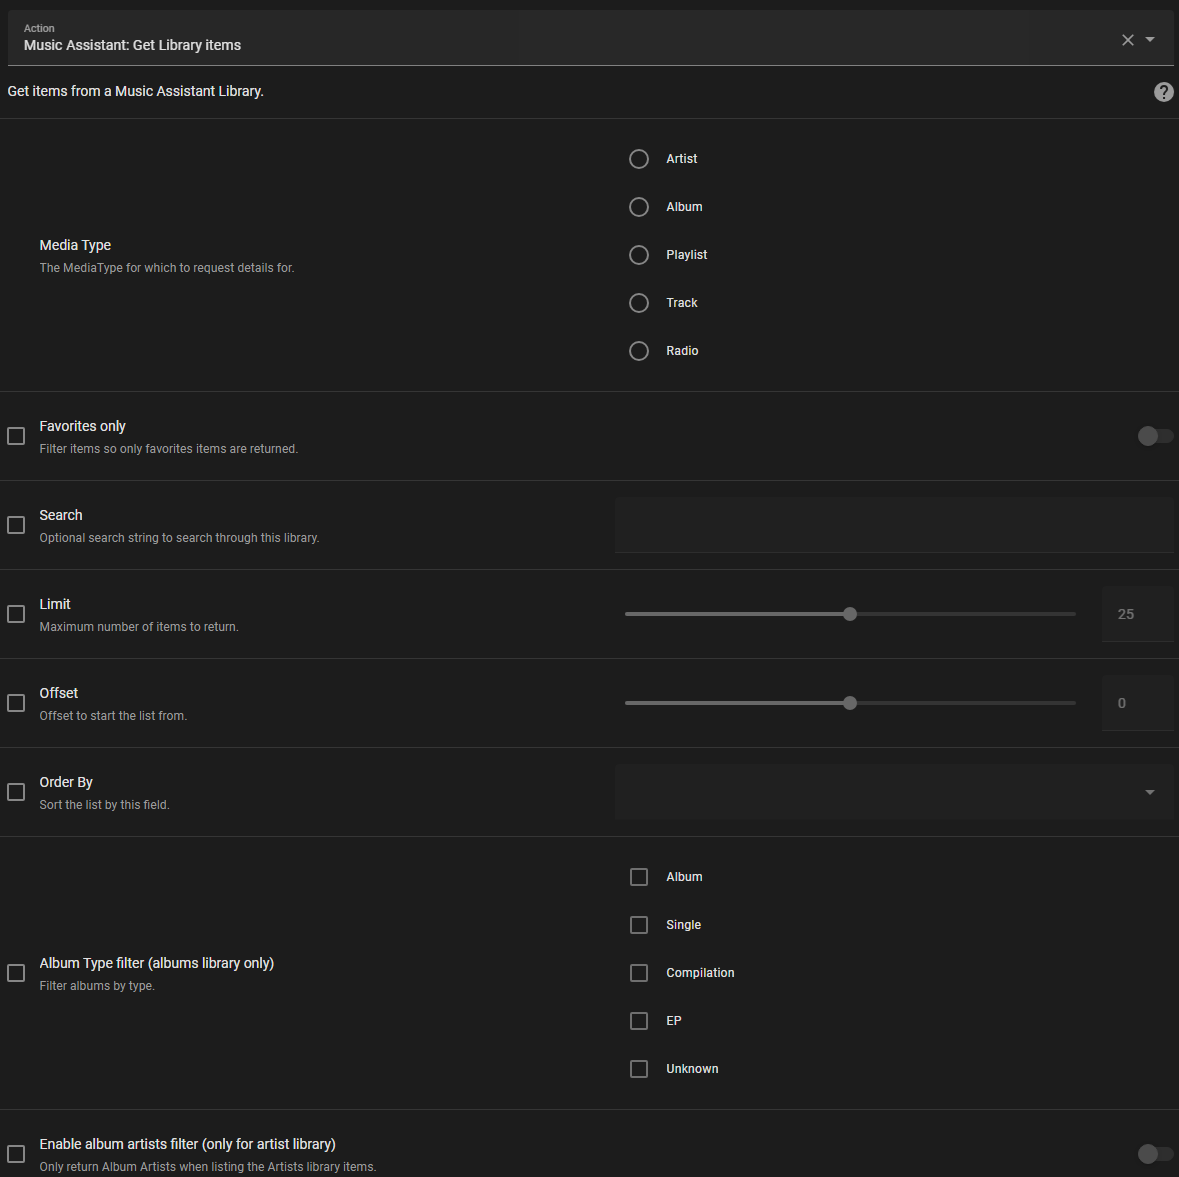 Action
Music Assistant: Get Library items
Get items from a Music Assistant Library.
Media Type
The MediaType for which to request details for.
Artist
Album
Playlist
Track
Radio
Favorites only
Filter items so only favorites items are returned.
Search
Optional search string to search through this library.
Limit
Maximum number of items to return.
25
Offset
Offset to start the list from.
0
Order By
Sort the list by this field.
Album Type filter (albums library only)
Filter albums by type.
Album
Single
Compilation
EP
Unknown
Enable album artists filter (only for artist library)
Only return Album Artists when listing the Artists library items.